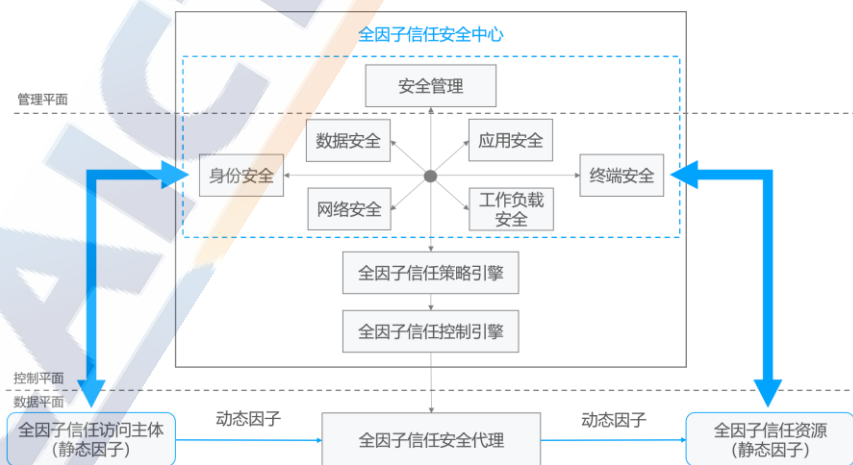 全因子信任安全中心
安全管理
管理平面
数据安全
应用安全
身份安全
终端安全
网络安全
工作负载
安全
全因子信任策略引擎
全因子信任控制引擎
控制平面
数据平面
全因子信任访问主体
(静态因子)
动态因子
全因子信任安全代理
动态因子
全因子信任资源
(静态因子)